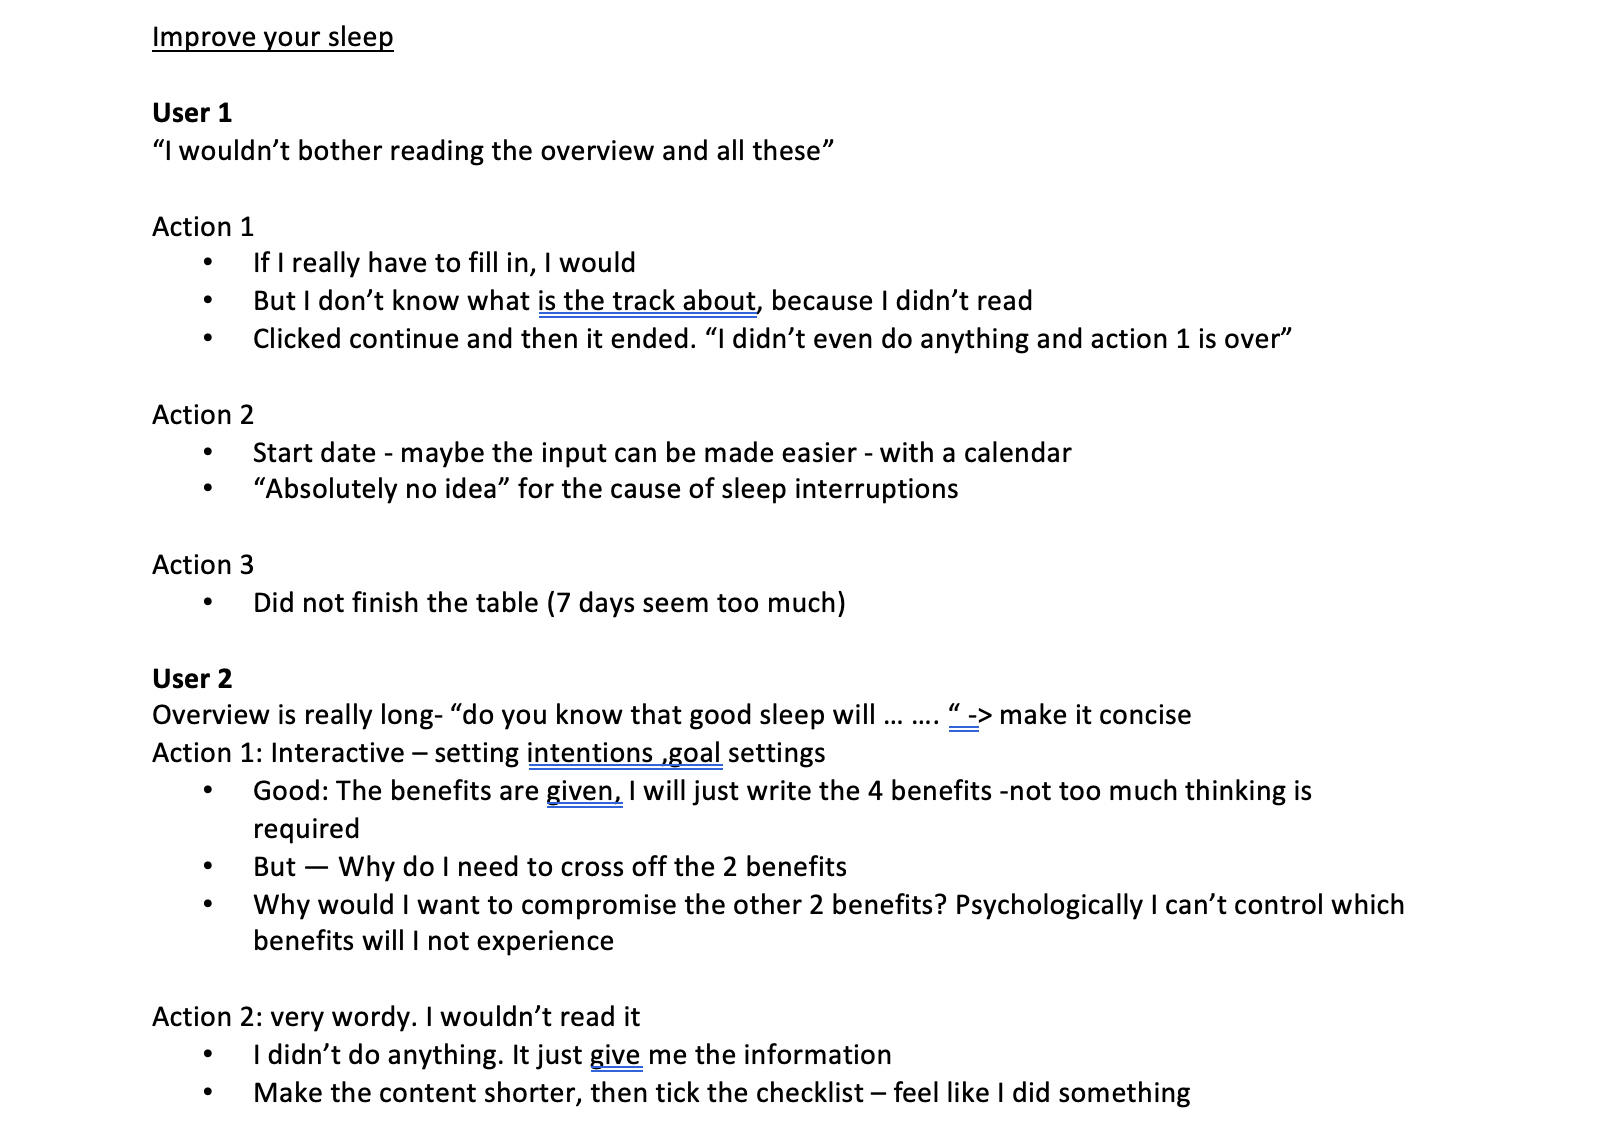 Improve your sleep
User 1
“I wouldn’t bother reading the overview and all these”
Action 1
• If I really have to fill in, I would
• But I don’t know what is the track about, because I didn’t read
• Clicked continue and then it ended. “I didn’t even do anything and action 1 is over”
Action 2
• Start date - maybe the input can be made easier - with a calendar
• “Absolutely no idea” for the cause of sleep interruptions
Action 3
• Did not finish the table (7 days seem too much)
User 2
Overview is really long- “do you know that good sleep will … …. “ -> make it concise
Action 1: Interactive – setting intentions ,goal settings
• Good: The benefits are given, I will just write the 4 benefits -not too much thinking is
required
• But — Why do I need to cross off the 2 benefits
• Why would I want to compromise the other 2 benefits? Psychologically I can’t control which
benefits will I not experience
Action 2: very wordy. I wouldn’t read it
• I didn’t do anything. It just give me the information
• Make the content shorter, then tick the checklist – feel like I did something